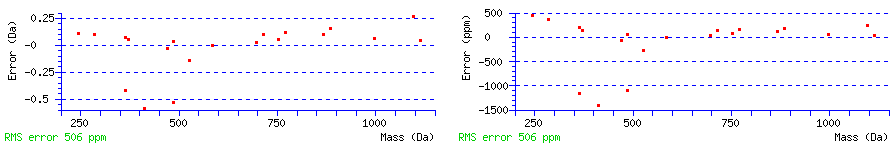 0.25
-0
-0.25
-0.5
Error (Da)
250
500
750
1000
RMS error 506 ppm
Mass (Da)
500
0
-500
-1000
-1500
Error (ppm)
250
500
750
1000
RMS error 506 ppm
Mass (Da)